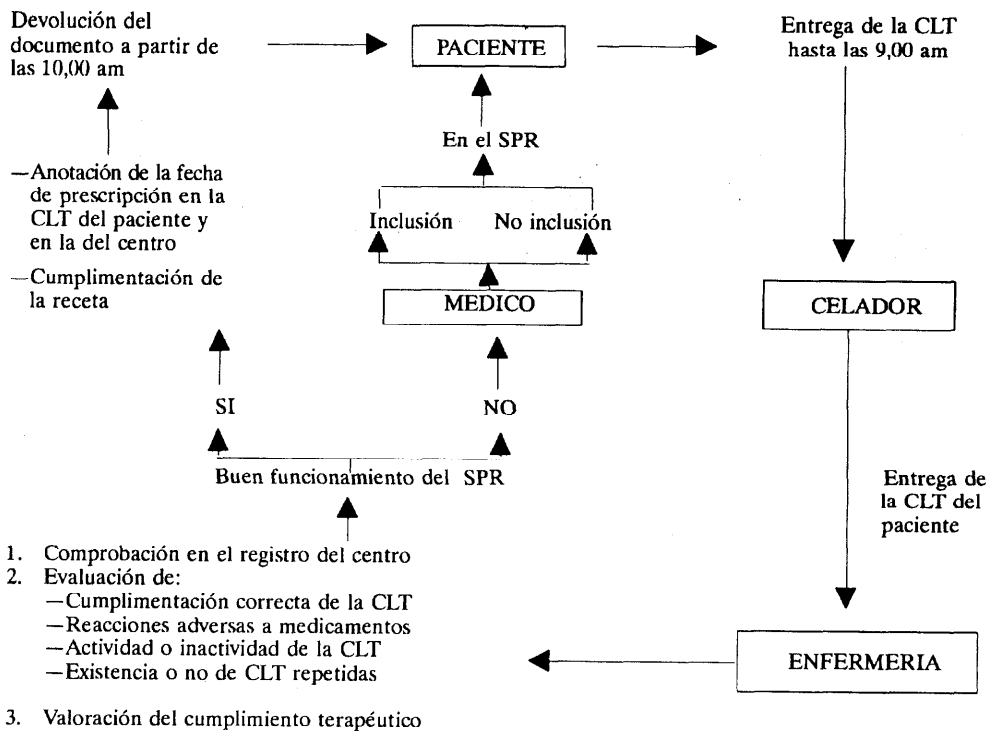 Devolución del
documento a partir de
las 10,00 am
PACIENTE
Entrega de la CLT
hasta las 9,00 am
En el SPR
—Anotación de la fecha
de prescripción en la
CLT del paciente y
en la del centro
—Cumplimentación de
la receta
Inclusión
No inclusión
MEDICO
CELADOR
SI
NO
Buen funcionamiento del SPR
Entrega de
la CLT del
paciente
1. Comprobación en el registro del centro
2. Evaluación de:
—Cumplimentación correcta de la CLT
—Reacciones adversas a medicamentos
—Actividad o inactividad de la CLT
—Existencia o no de CLT repetidas
ENFERMERIA
3. Valoración del cumplimiento terapéutico